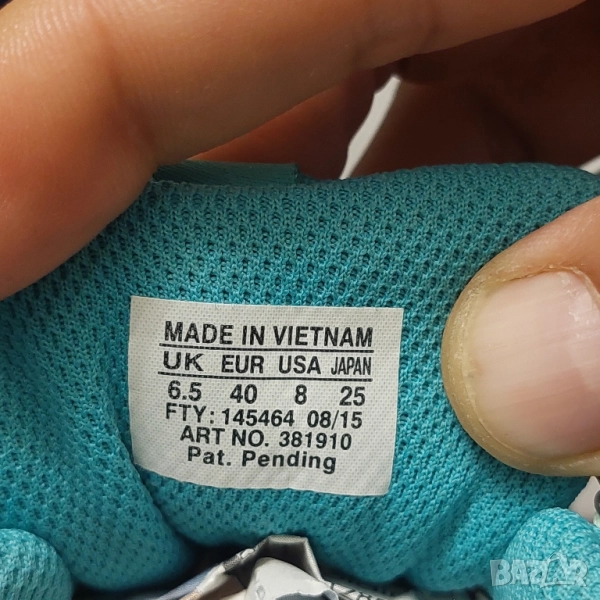 MADE IN VIETNAM
UK EUR USA JAPAN
6.5 40 8 25
FTY: 145464 08/15
ART NO. 381910
Pat. Pending
BAZAR